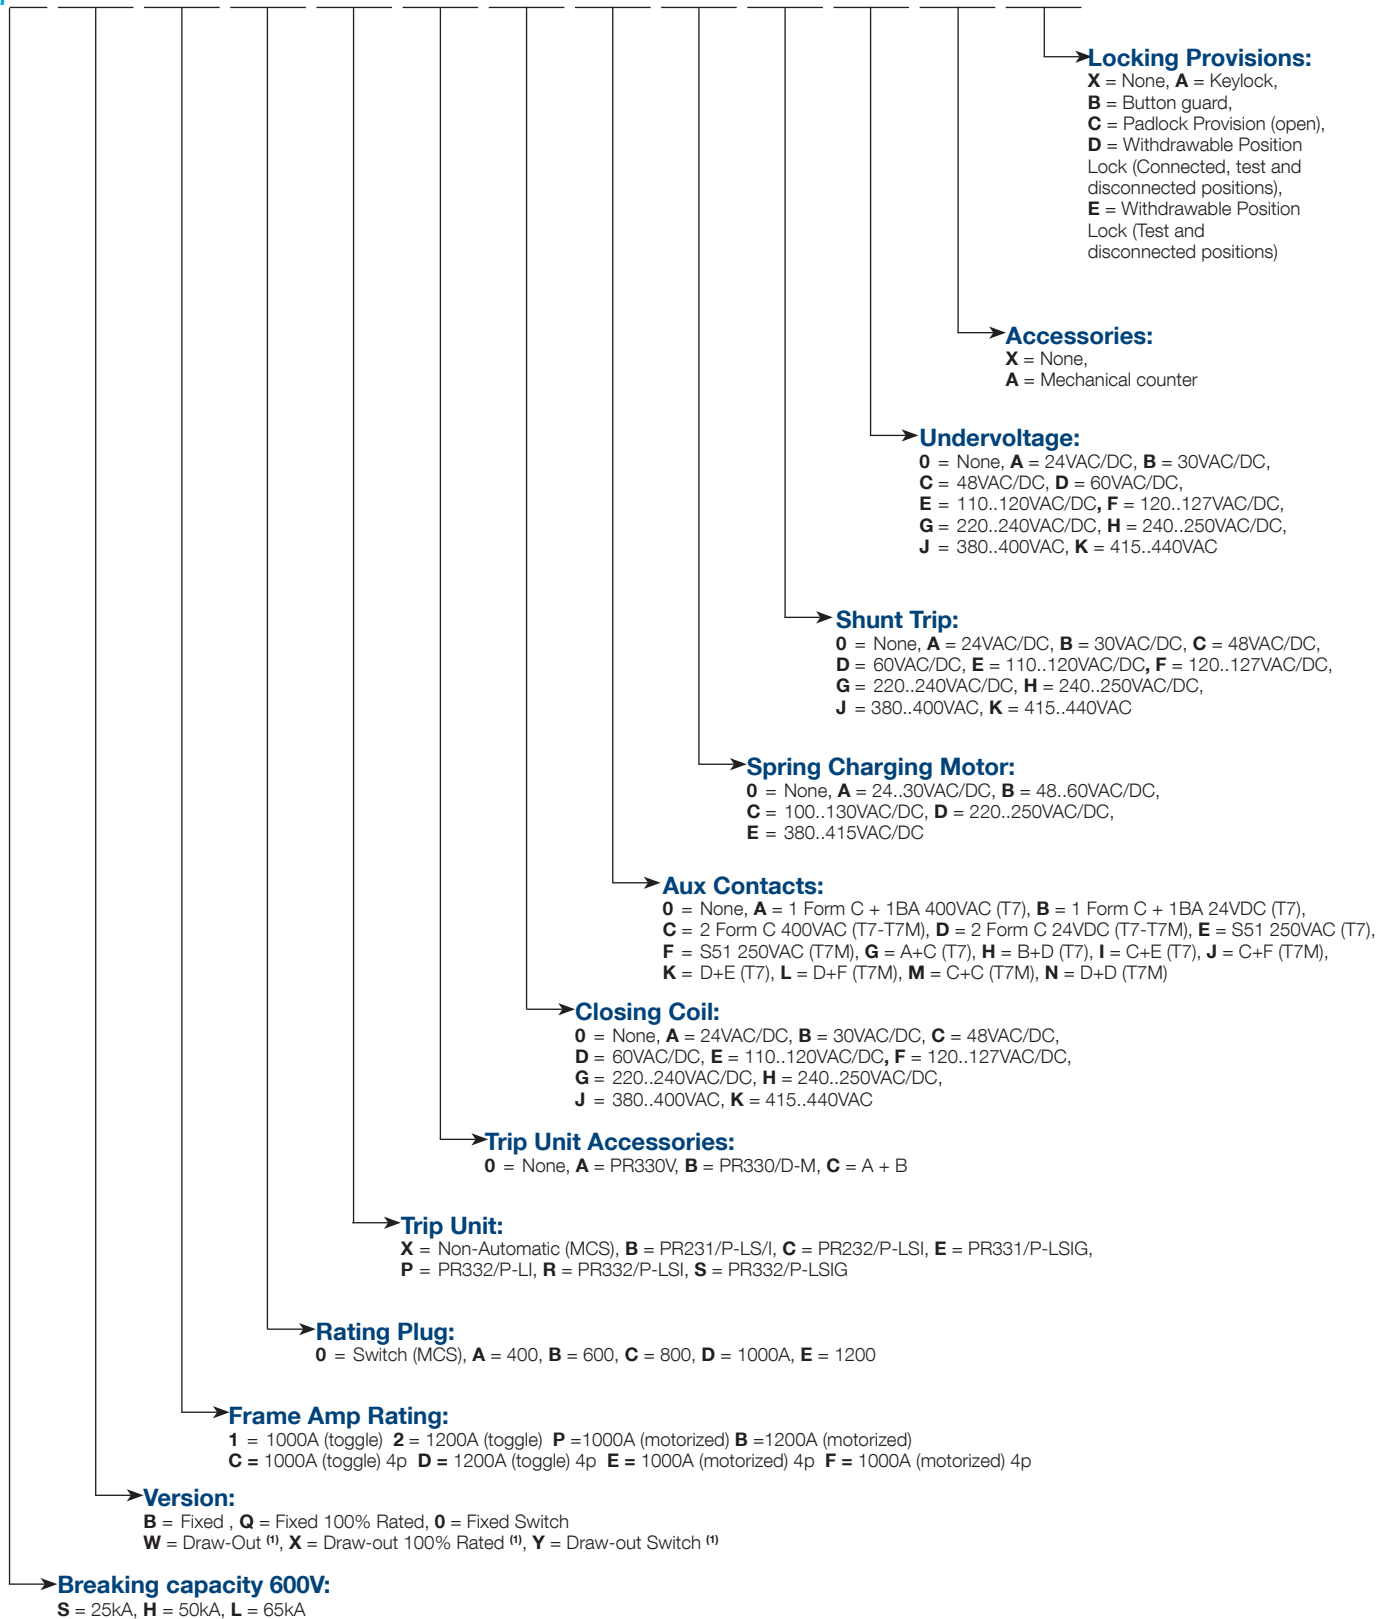 Locking Provisions:
X = None, A = Keylock,
B = Button guard,
C = Padlock Provision (open),
D = Withdrawable Position
Lock (Connected, test and
disconnected positions),
E = Withdrawable Position
Lock (Test and
disconnected positions)
Accessories:
X = None,
A = Mechanical counter
Undervoltage:
0 = None, A = 24VAC/DC, B = 30VAC/DC,
C = 48VAC/DC, D = 60VAC/DC,
E = 110..120VAC/DC, F = 120..127VAC/DC,
G = 220..240VAC/DC, H = 240..250VAC/DC,
J = 380..400VAC, K = 415..440VAC
Shunt Trip:
0 = None, A = 24VAC/DC, B = 30VAC/DC, C = 48VAC/DC,
D = 60VAC/DC, E = 110..120VAC/DC, F = 120..127VAC/DC,
G = 220..240VAC/DC, H = 240..250VAC/DC,
J = 380..400VAC, K = 415..440VAC
Spring Charging Motor:
0 = None, A = 24..30VAC/DC, B = 48..60VAC/DC,
C = 100..130VAC/DC, D = 220..250VAC/DC,
E = 380..415VAC/DC
Aux Contacts:
0 = None, A = 1 Form C + 1BA 400VAC (T7), B = 1 Form C + 1BA 24VDC (T7),
C = 2 Form C 400VAC (T7-T7M), D = 2 Form C 24VDC (T7-T7M), E = S51 250VAC (T7),
F = S51 250VAC (T7M), G = A+C (T7), H = B+D (T7), I = C+E (T7), J = C+F (T7M),
K = D+E (T7), L = D+F (T7M), M = C+C (T7M), N = D+D (T7M)
Closing Coil:
0 = None, A = 24VAC/DC, B = 30VAC/DC, C = 48VAC/DC,
D = 60VAC/DC, E = 110..120VAC/DC, F = 120..127VAC/DC,
G = 220..240VAC/DC, H = 240..250VAC/DC,
J = 380..400VAC, K = 415..440VAC
Trip Unit Accessories:
0 = None, A = PR330V, B = PR330/D-M, C = A + B
Trip Unit:
X = Non-Automatic (MCS), B = PR231/P-LS/I, C = PR232/P-LSI, E = PR331/P-LSIG,
P = PR332/P-LI, R = PR332/P-LSI, S = PR332/P-LSIG
Rating Plug:
0 = Switch (MCS), A = 400, B = 600, C = 800, D = 1000A, E = 1200
Frame Amp Rating:
1 = 1000A (toggle) 2 = 1200A (toggle) P =1000A (motorized) B =1200A (motorized)
C = 1000A (toggle) 4p D = 1200A (toggle) 4p E = 1000A (motorized) 4p F = 1000A (motorized) 4p
Version:
B = Fixed , Q = Fixed 100% Rated, 0 = Fixed Switch
W = Draw-Out (1), X = Draw-out 100% Rated (1), Y = Draw-out Switch (1)
Breaking capacity 600V:
S = 25kA, H = 50kA, L = 65kA